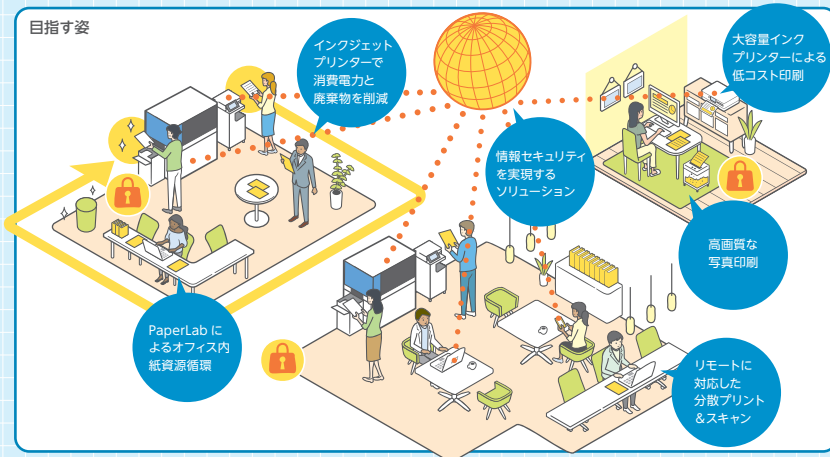 目指す姿
インクジェット
プリンターで
消費電力と
廃棄物を削減
大容量インク
プリンターによる
低コスト印刷
情報セキュリティ
を実現する
ソリューション
高画質な
写真印刷
PaperLab に
よるオフィス内
紙資源循環
リモートに
対応した
分散プリント
&スキャン